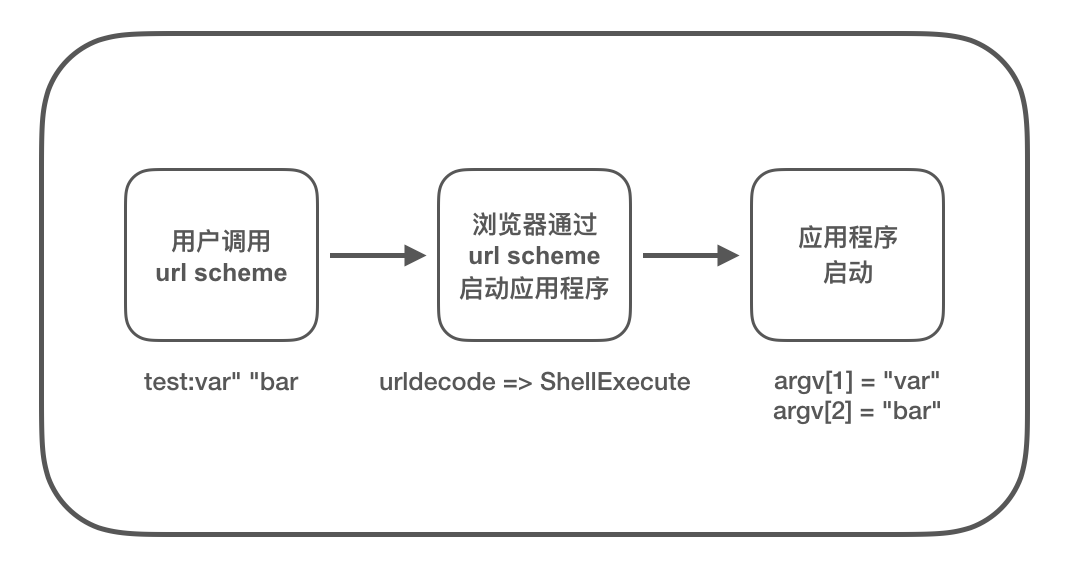 用户调用
url scheme
浏览器通过
url scheme
启动应用程序
应用程序
启动
test:var" "bar
urldecode => ShellExecute
argv[1] = "var"
argv[2] = "bar"